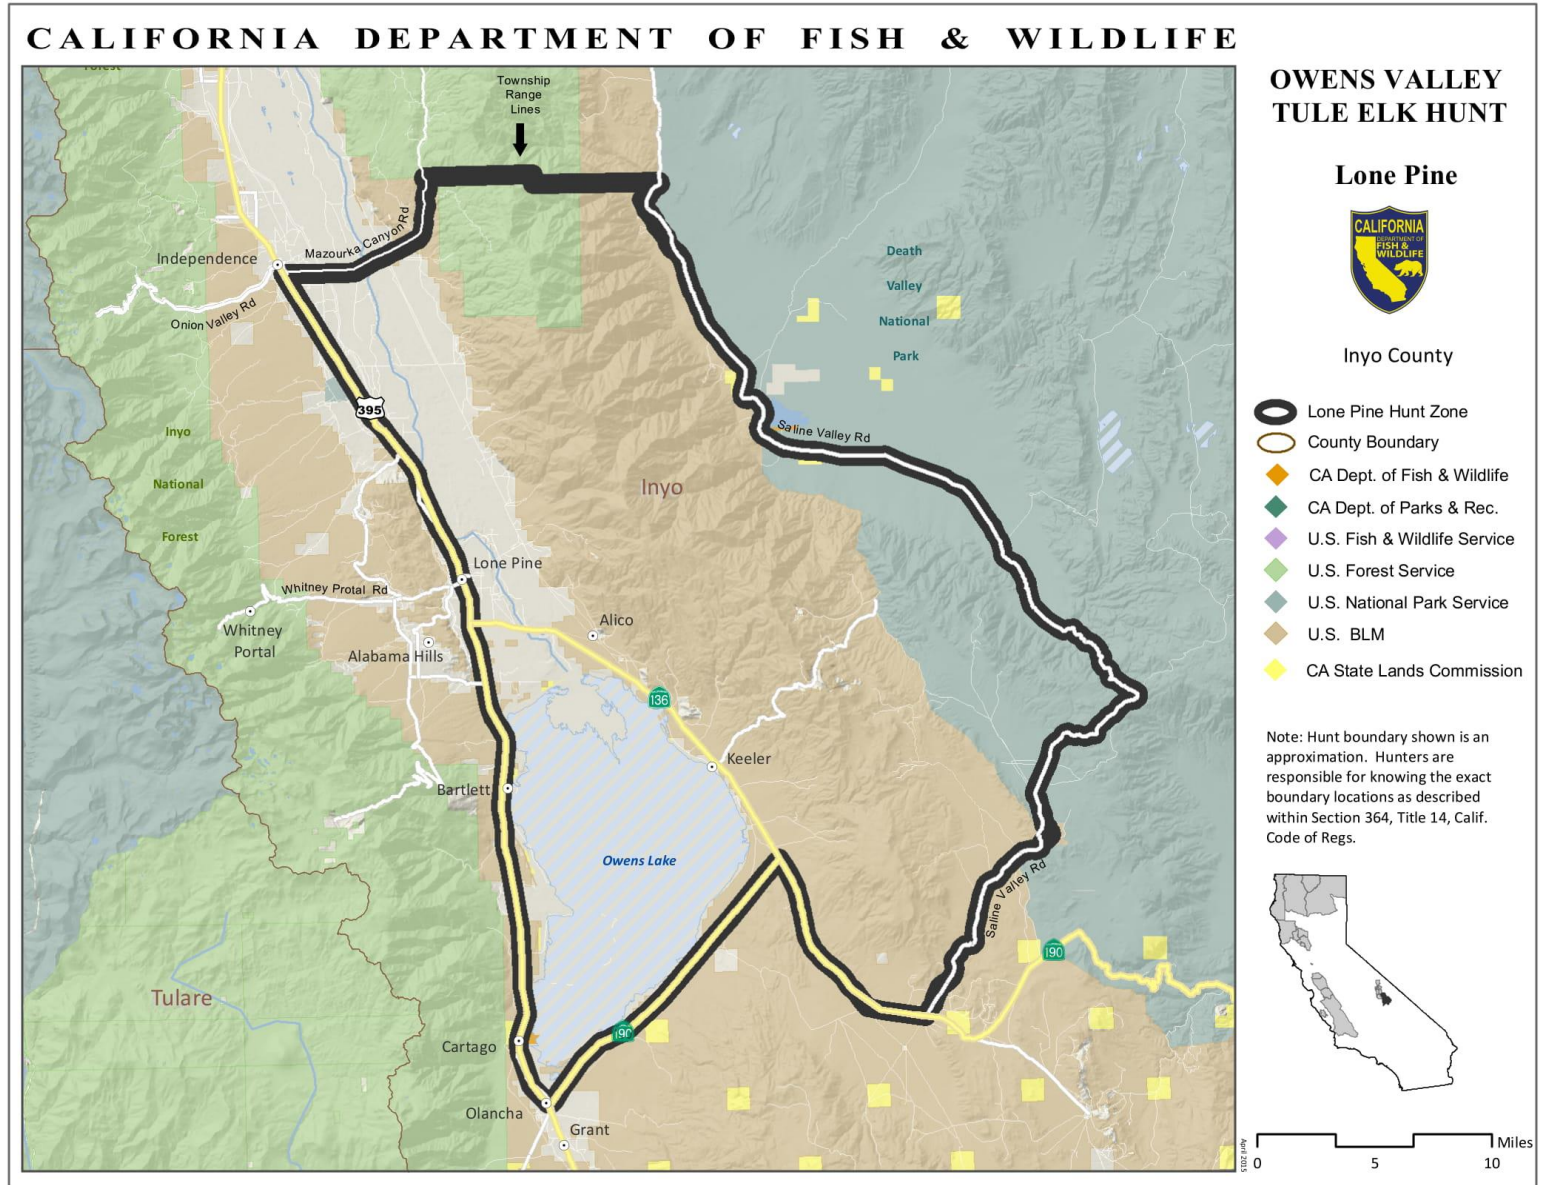 CALIFORNIA DEPARTMENT OF FISH & WILDLIFE
OWENS VALLEY
TULE ELK HUNT
Lone Pine
CALIFORNIA
DEPARTMENT OF
FISH &
WILDLIFE
Inyo County
Lone Pine Hunt Zone
County Boundary
CA Dept. of Fish & Wildlife
CA Dept. of Parks & Rec.
U.S. Fish & Wildlife Service
U.S. Forest Service
U.S. National Park Service
U.S. BLM
CA State Lands Commission
Note: Hunt boundary shown is an
approximation. Hunters are
responsible for knowing the exact
boundary locations as described
within Section 364, Title 14, Calif.
Code of Regs.
Miles
0 5 10
April 2015
Forest
Township
Range
Lines
Mazourka Canyon Rd
Independence
Onion Valley Rd
Death
Valley
National
Park
395
Saline Valley Rd
Inyo
National
Forest
Inyo
Lone Pine
Whitney Protal Rd
Whitney
Portal
Alico
Alabama Hills
136
Keeler
Bartlett
Owens Lake
Saline Valley Rd
190
Tulare
190
Cartago
Olancha
Grant